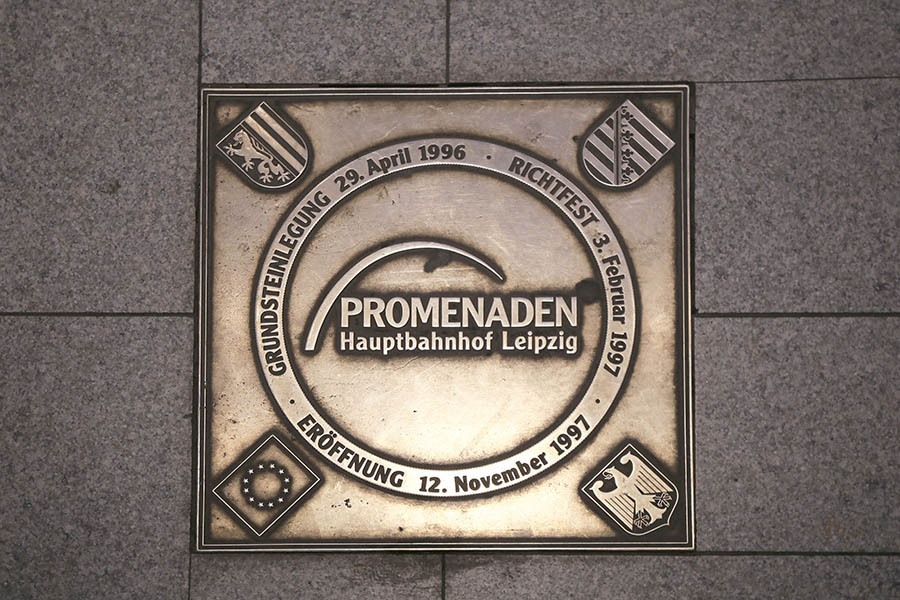 GRUNDSTEINLEGUNG 29. April 1996 · RICHTFEST 3. Februar 1997 ·
PROMENADEN
Hauptbahnhof Leipzig
· ERÖFFNUNG 12. November 1997